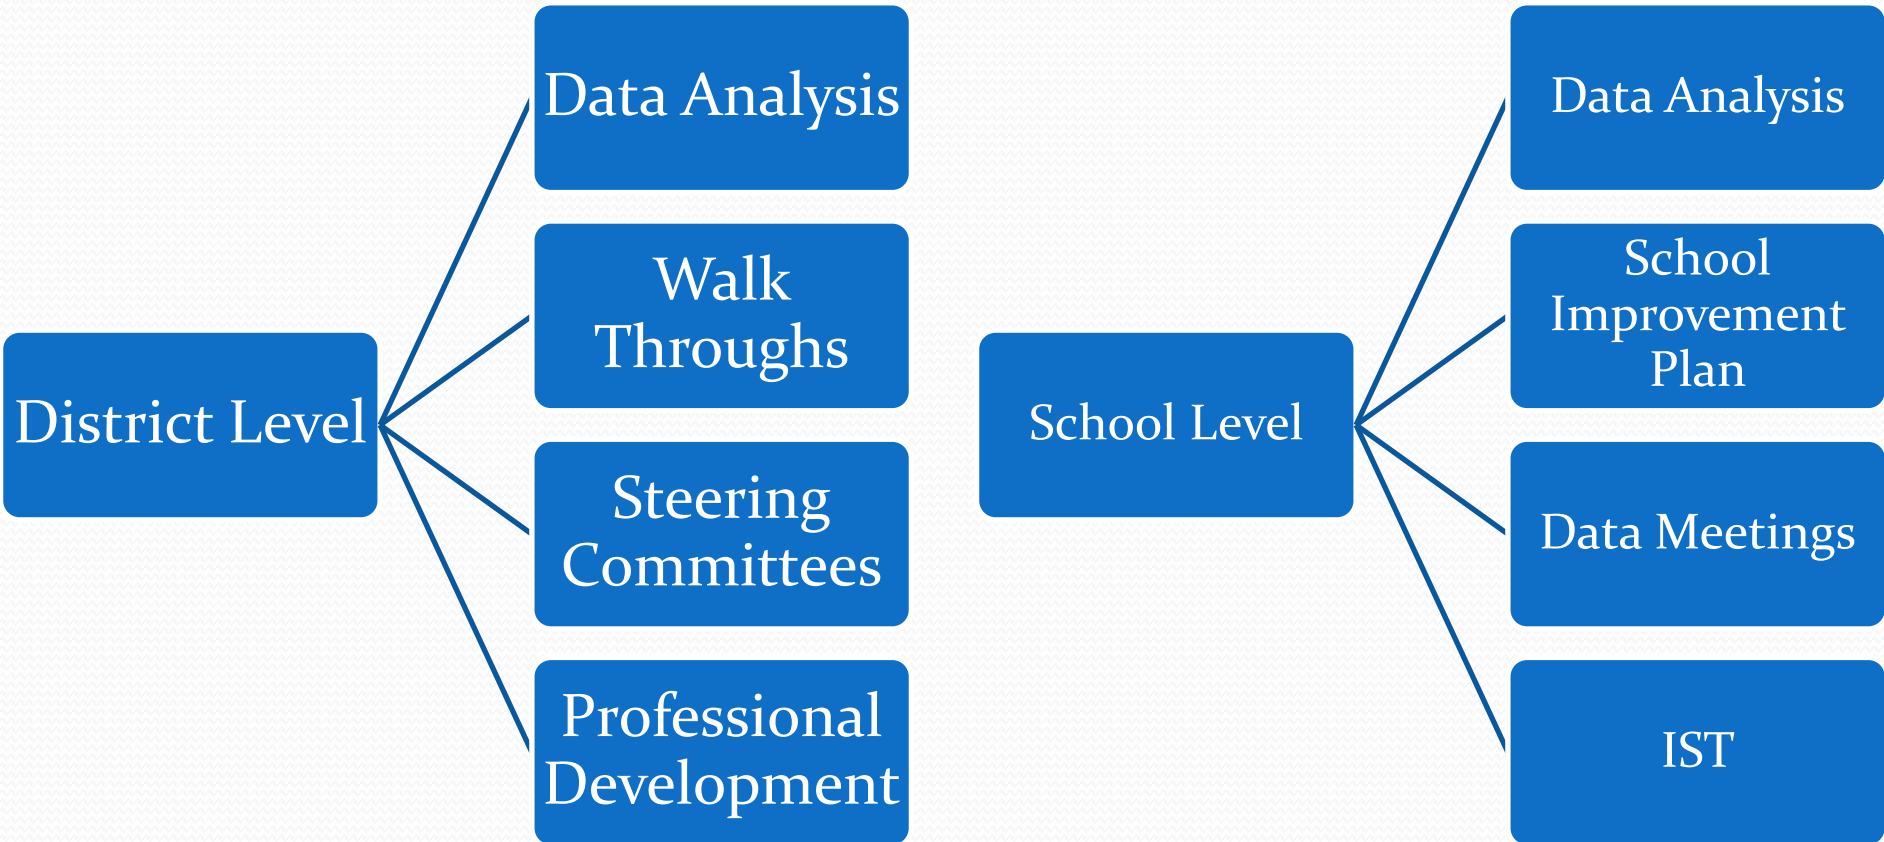 District Level
Data Analysis
Walk
Throughs
Steering
Committees
Professional
Development
School Level
Data Analysis
School
Improvement
Plan
Data Meetings
IST